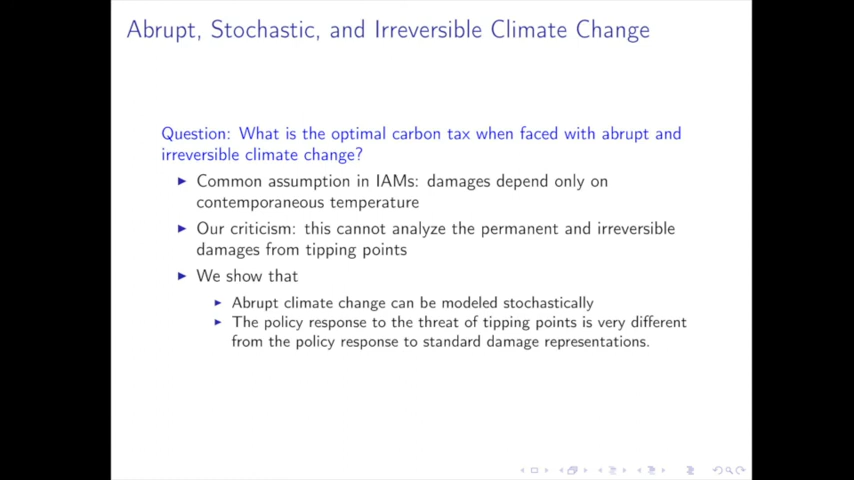 Abrupt, Stochastic, and Irreversible Climate Change
Question: What is the optimal carbon tax when faced with abrupt and
irreversible climate change?
Common assumption in IAMs: damages depend only on
contemporaneous temperature
Our criticism: this cannot analyze the permanent and irreversible
damages from tipping points
We show that
Abrupt climate change can be modeled stochastically
The policy response to the threat of tipping points is very different
from the policy response to standard damage representations.